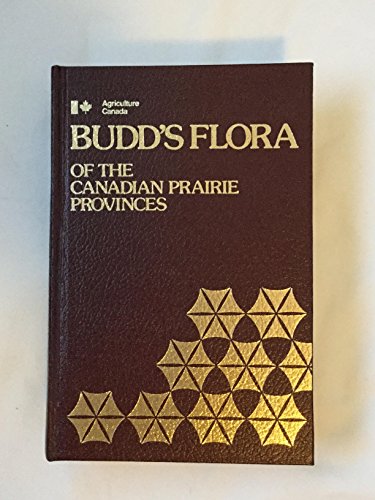 Agriculture
Canada
BUDD'S FLORA
OF THE
CANADIAN PRAIRIE
PROVINCES